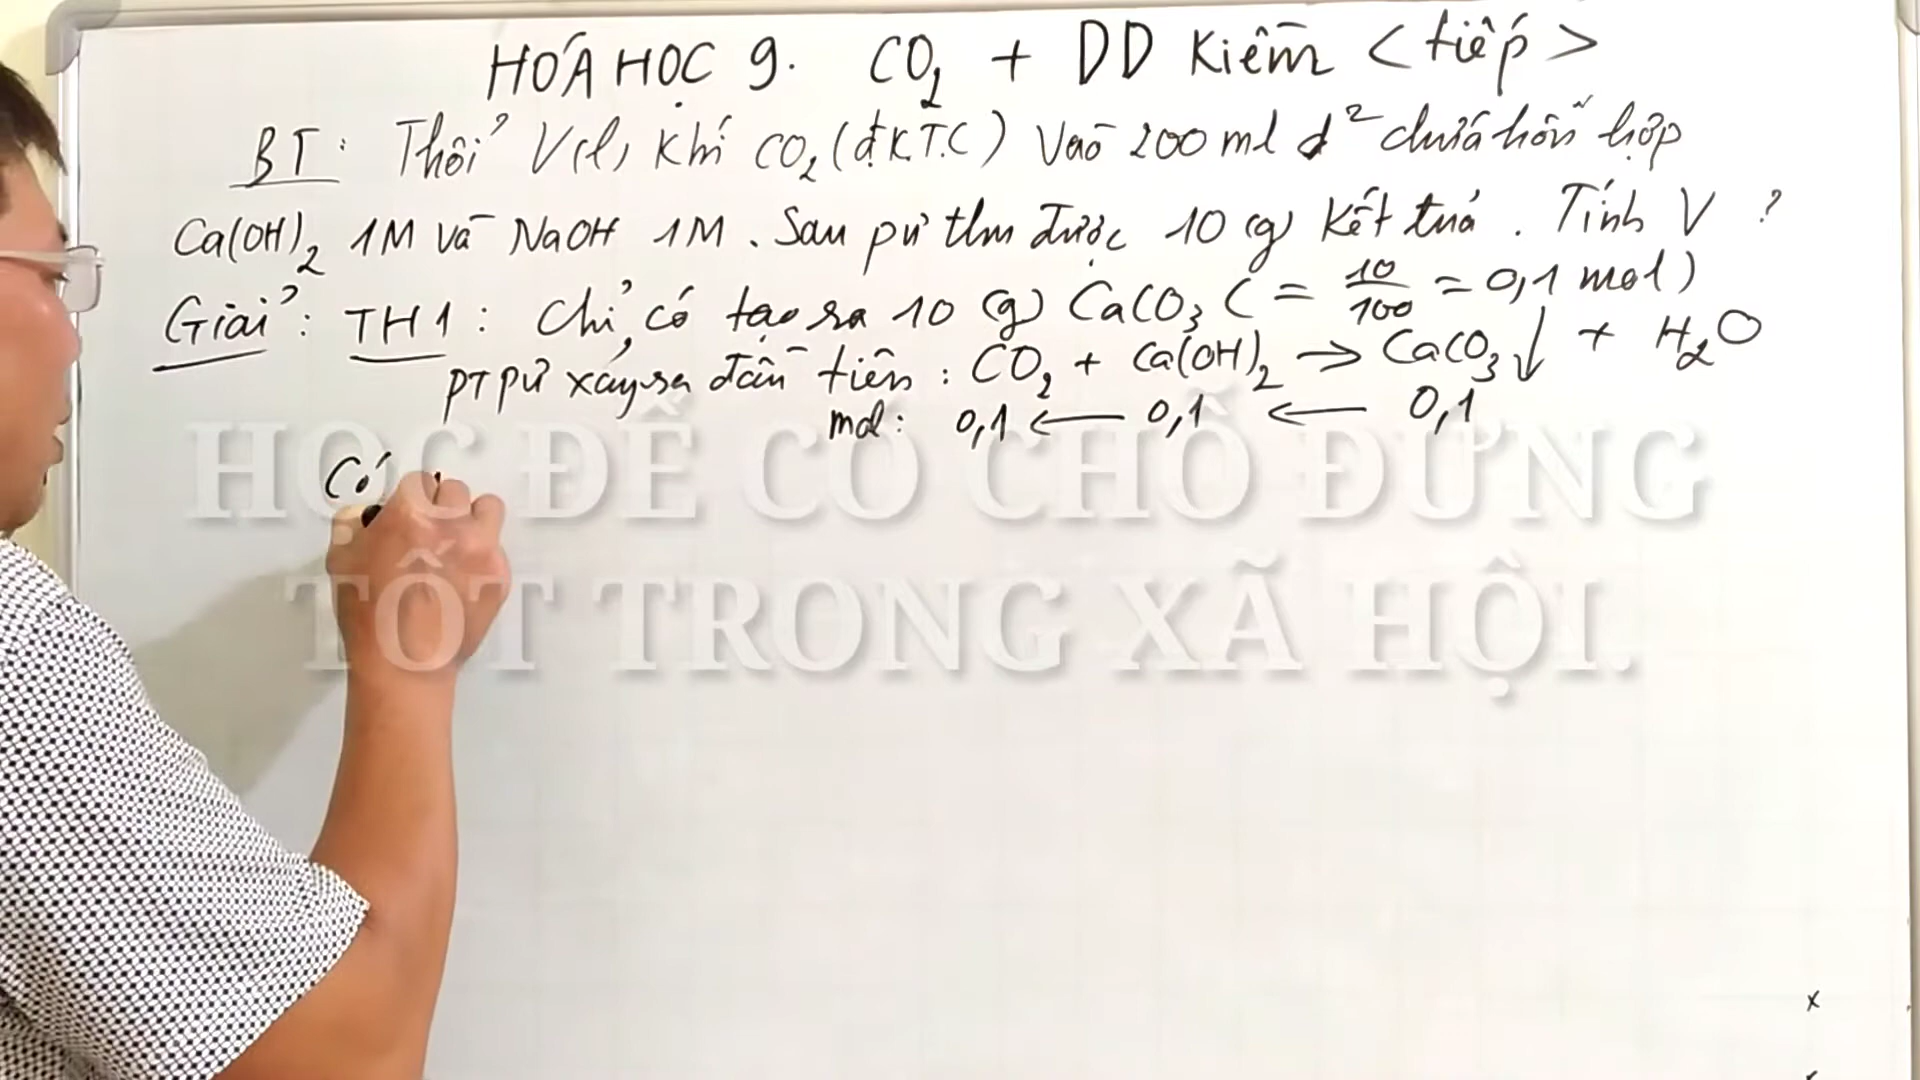 HÓA HỌC 9. CO₂ + DD Kiềm < tiếp >
BT: Thổi V(l) khí CO₂ (đ.K.T.C) vào 200 ml d² chứa hỗn hợp
Ca(OH)₂ 1M và NaOH 1M. Sau pư thu được 10 (g) kết tủa. Tính V?
Giải: TH1: Chỉ có tạo ra 10 (g) CaCO₃ (= 10/100 = 0,1 mol)
PT pư xảy ra đầu tiên: CO₂ + Ca(OH)₂ → CaCO₃↓ + H₂O
mol: 0,1 ← 0,1 ← 0,1
Có
HỌC ĐỂ CÓ CHỖ ĐỨNG
TỐT TRONG XÃ HỘI.
x